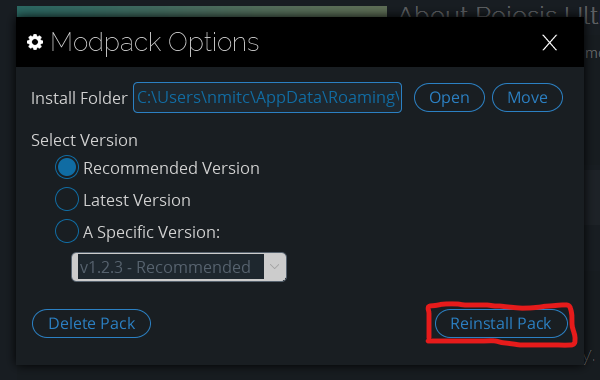 About Poiesis Ult
Modpack Options
Install Folder C:\Users\nmitc\AppData\Roaming\ Open Move
Select Version
Recommended Version
Latest Version
A Specific Version:
v1.2.3 - Recommended
Delete Pack Reinstall Pack
y.